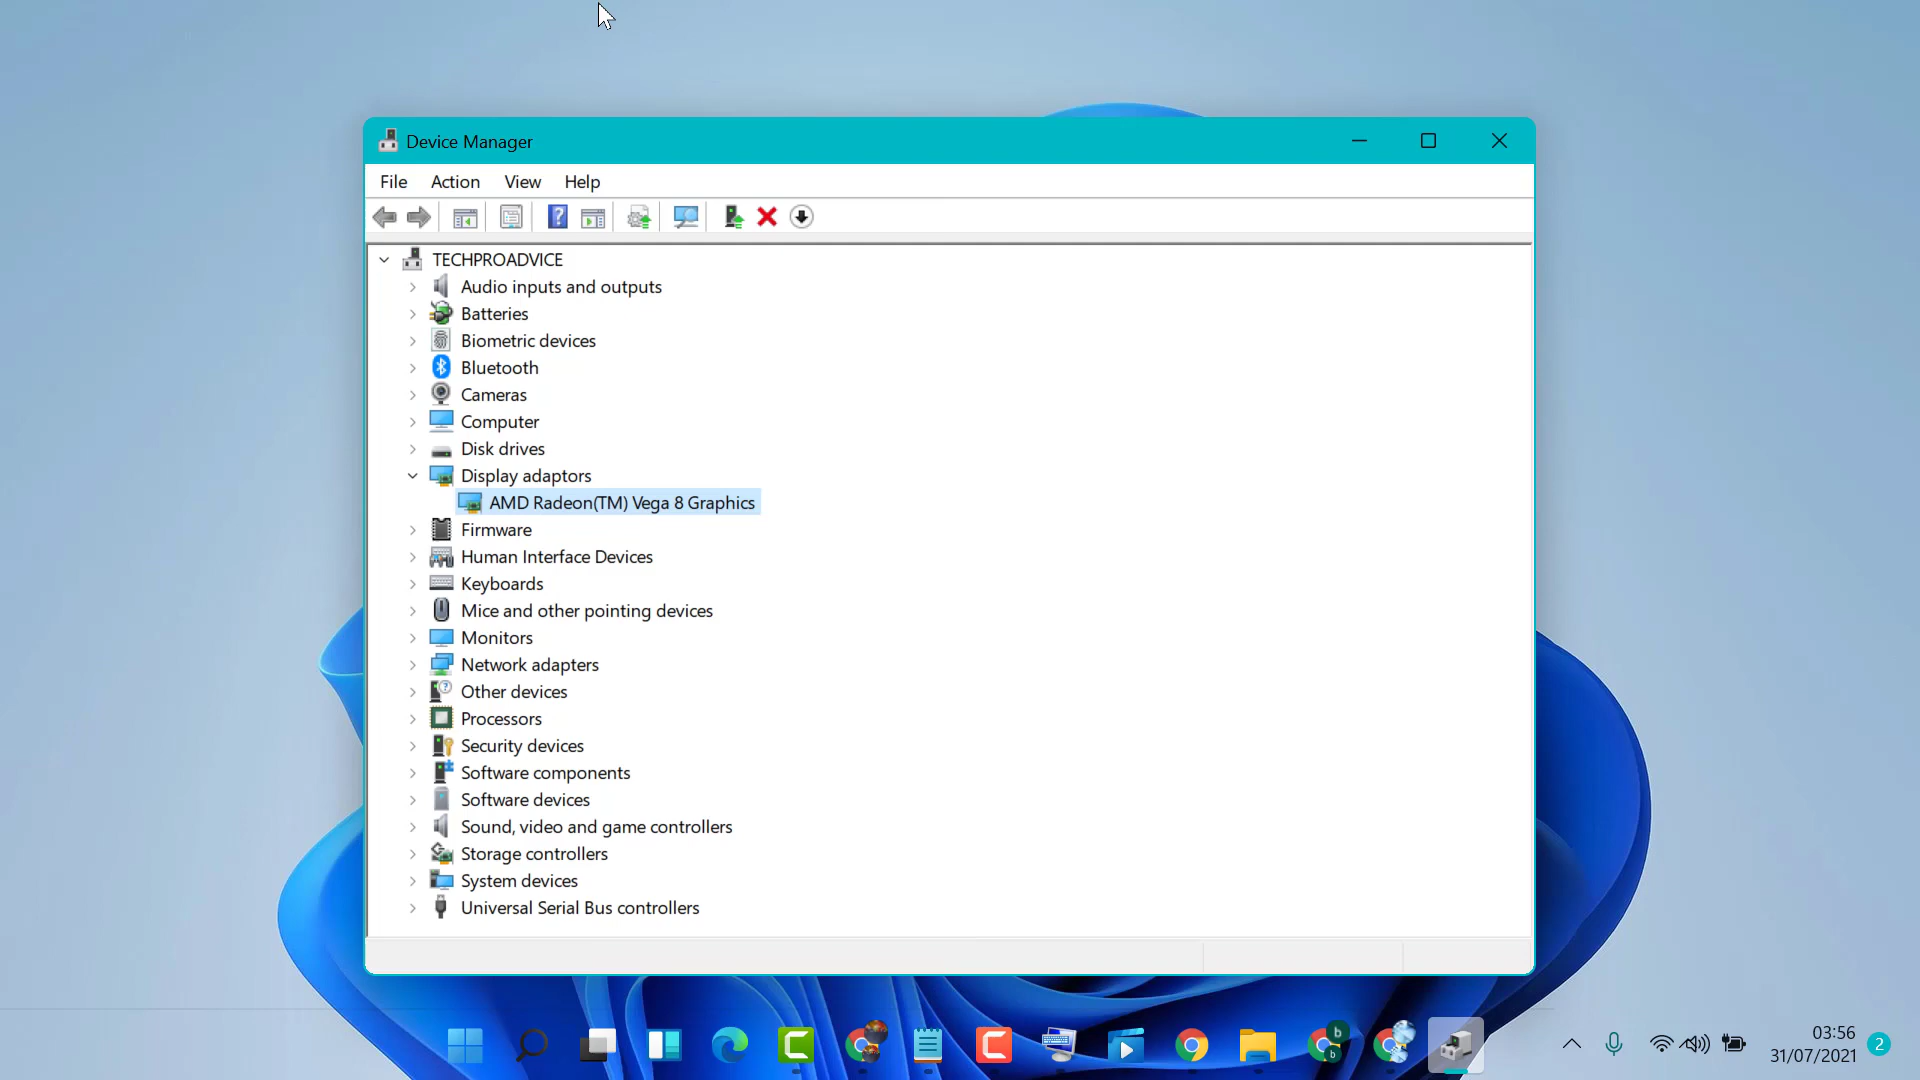 Device Manager
File Action View Help
TECHPROADVICE
Audio inputs and outputs
Batteries
Biometric devices
Bluetooth
Cameras
Computer
Disk drives
Display adaptors
AMD Radeon(TM) Vega 8 Graphics
Firmware
Human Interface Devices
Keyboards
Mice and other pointing devices
Monitors
Network adapters
Other devices
Processors
Security devices
Software components
Software devices
Sound, video and game controllers
Storage controllers
System devices
Universal Serial Bus controllers
03:56
31/07/2021
2